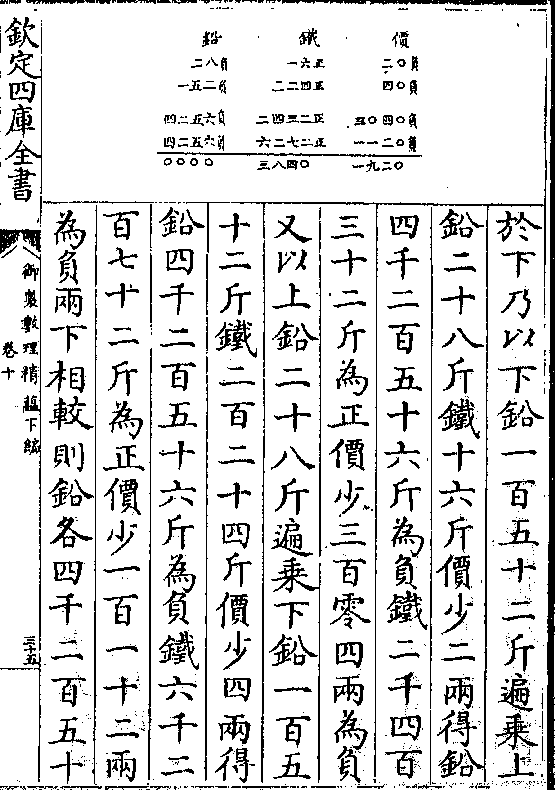 鉛 鐵 價
二八負 一六正 二〇負
一五二負 二二四正 四〇負
四二五六負 二四三二正 三〇四〇負
四二五六負 六二七二正 一一二〇負
〇〇〇〇 三八四〇 一九二〇
於下乃以下鉛一百五十二斤遍乘上
鉛二十八斤鐵十六斤價少二兩得鉛
四千二百五十六斤為負鐵二千四百
三十二斤為正價少三百零四兩為負
又以上鉛二十八斤遍乘下鉛一百五
十二斤鐵二百二十四斤價少四兩得
鉛四千二百五十六斤為負鐵六千二
百七十二斤為正價少一百一十二兩
為負兩下相較則鉛各四千二百五十
欽定四庫全書
御製數理精蘊下編
卷十
三十五